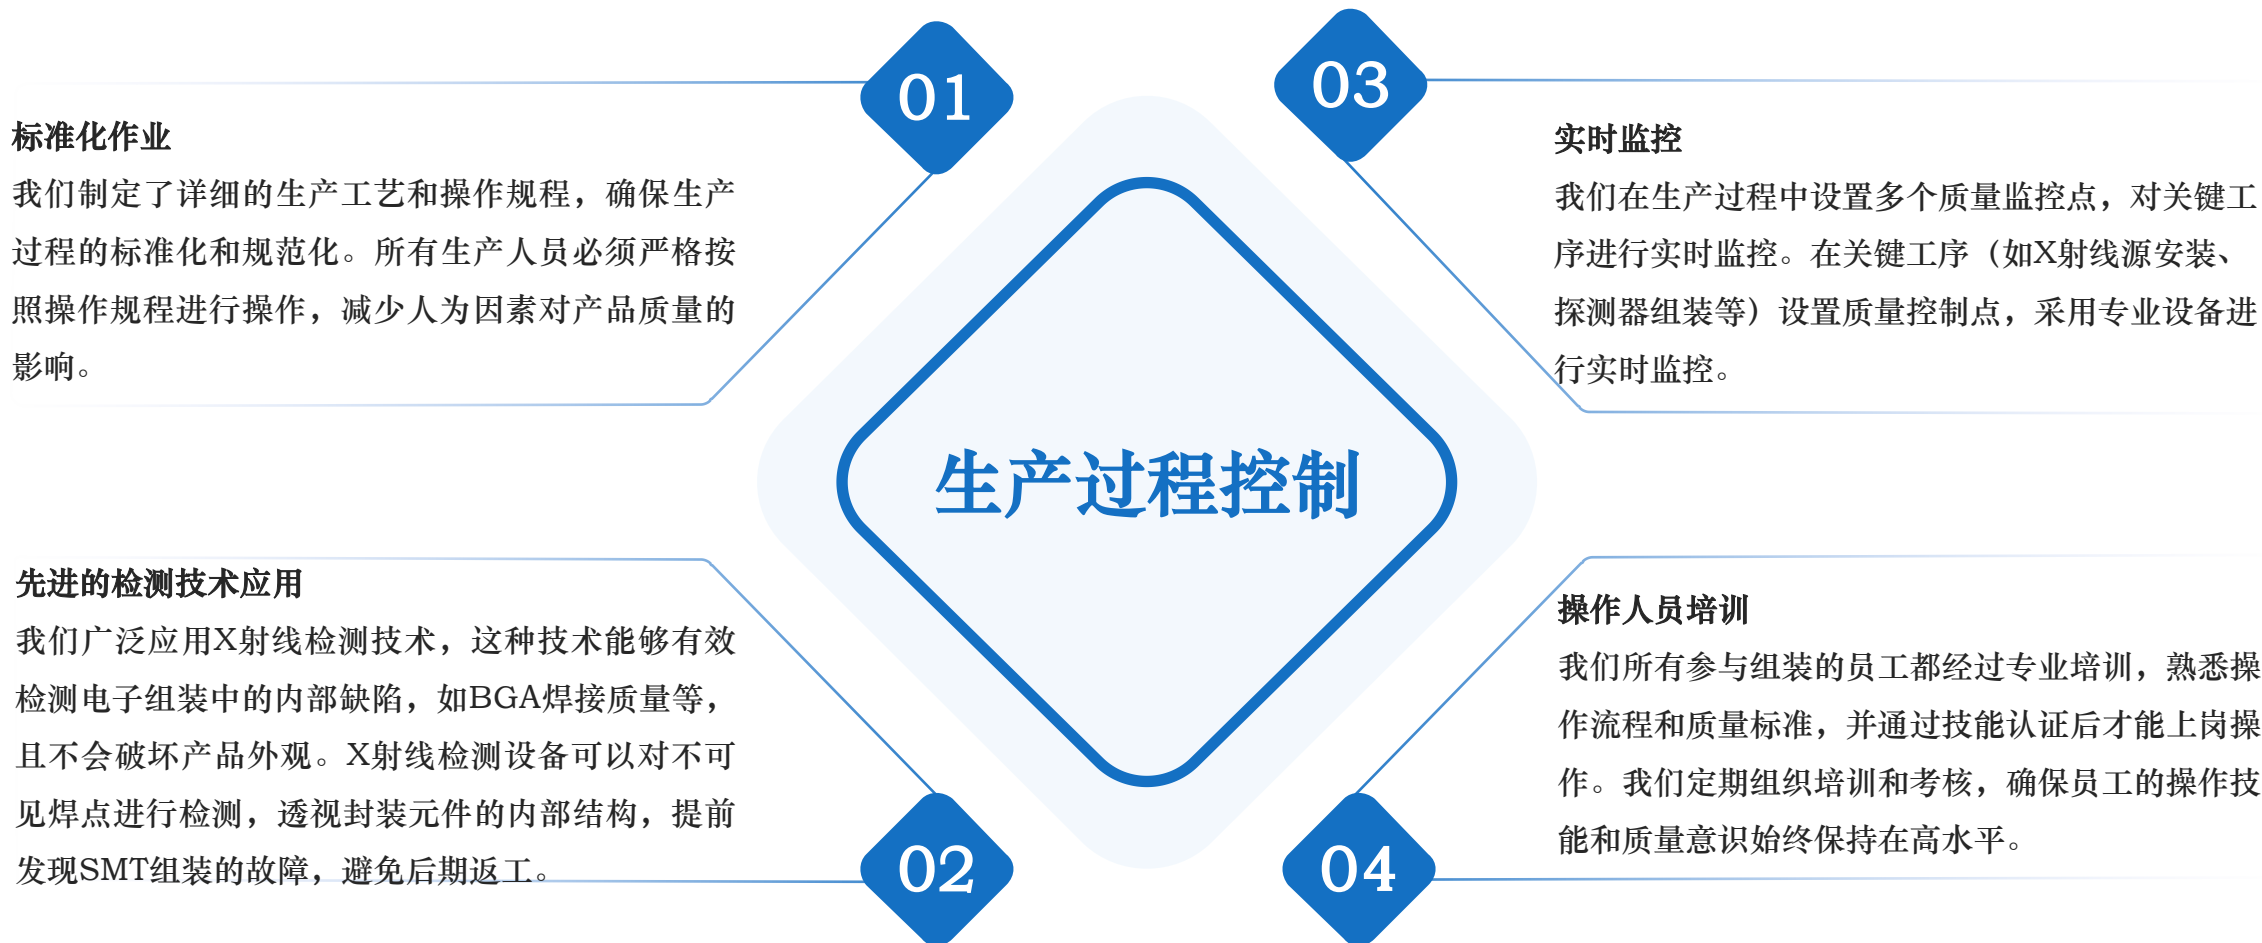 01
标准化作业
我们制定了详细的生产工艺和操作规程，确保生产
过程的标准化和规范化。所有生产人员必须严格按
照操作规程进行操作，减少人为因素对产品质量的
影响。
02
先进的检测技术应用
我们广泛应用X射线检测技术，这种技术能够有效
检测电子组装中的内部缺陷，如BGA焊接质量等，
且不会破坏产品外观。X射线检测设备可以对不可
见焊点进行检测，透视封装元件的内部结构，提前
发现SMT组装的故障，避免后期返工。
生产过程控制
03
实时监控
我们在生产过程中设置多个质量监控点，对关键工
序进行实时监控。在关键工序（如X射线源安装、
探测器组装等）设置质量控制点，采用专业设备进
行实时监控。
04
操作人员培训
我们所有参与组装的员工都经过专业培训，熟悉操
作流程和质量标准，并通过技能认证后才能上岗操
作。我们定期组织培训和考核，确保员工的操作技
能和质量意识始终保持在高水平。